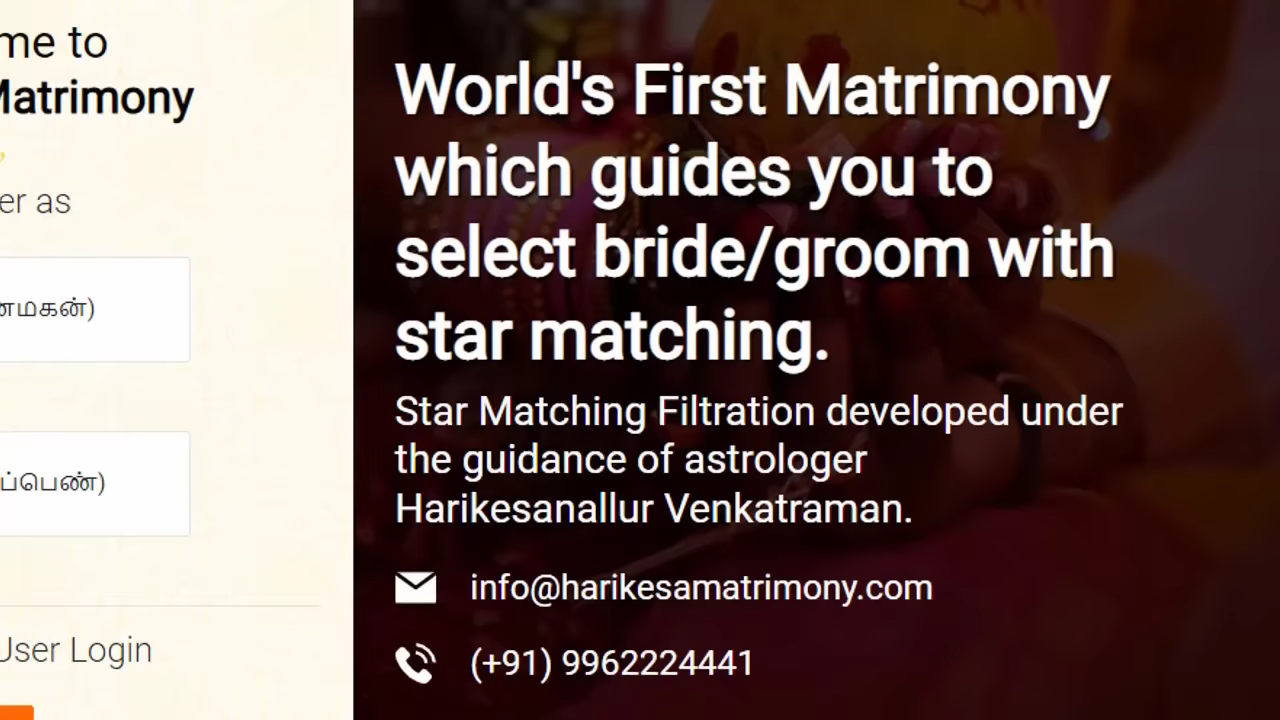 me to
Matrimony
er as
ணமகன்)
ப்பெண்)
User Login
World's First Matrimony
which guides you to
select bride/groom with
star matching.
Star Matching Filtration developed under
the guidance of astrologer
Harikesanallur Venkatraman.
info@harikesamatrimony.com
(+91) 9962224441